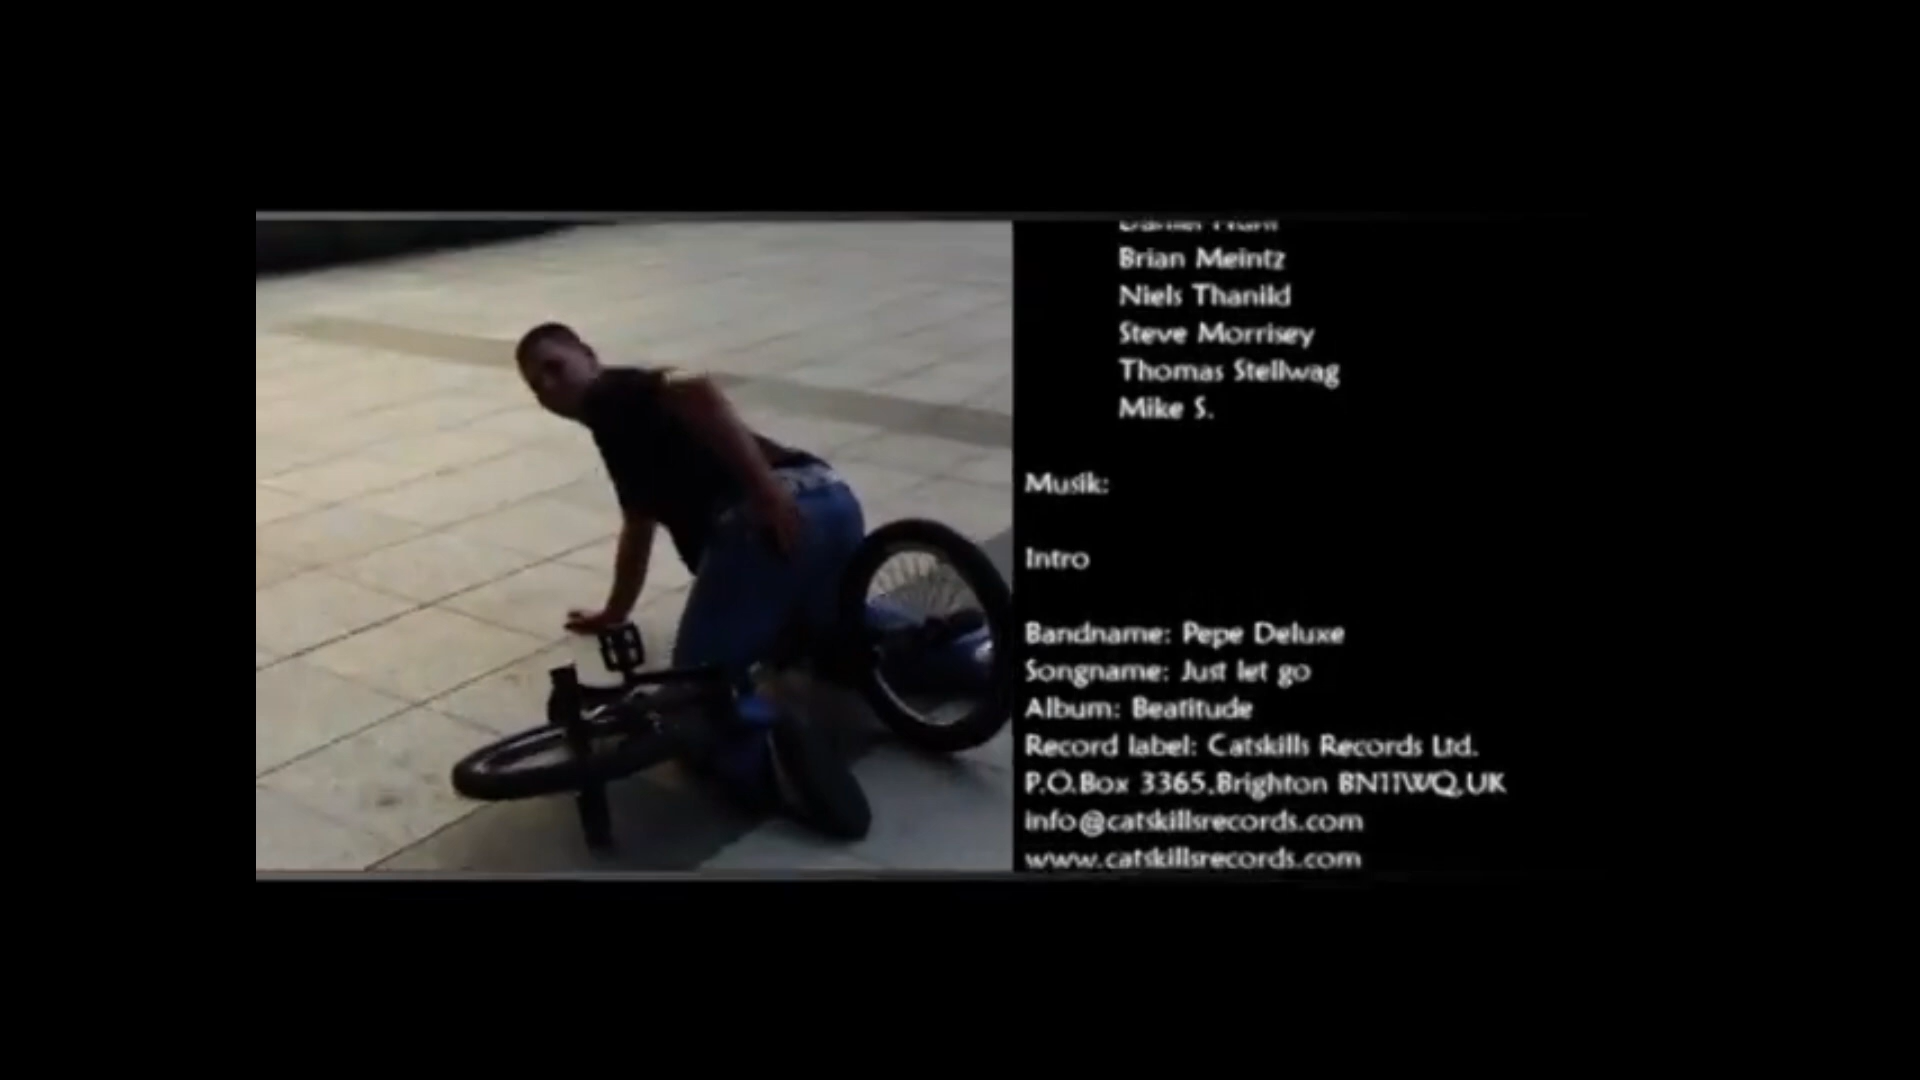 Brian Meintz
Niels Thanild
Steve Morrisey
Thomas Stellwag
Mike S.
Musik:
Intro
Bandname: Pepe Deluxe
Songname: Just let go
Album: Beatitude
Record label: Catskills Records Ltd.
P.O.Box 3365,Brighton BN11WQ,UK
info@catskillsrecords.com
www.catskillsrecords.com